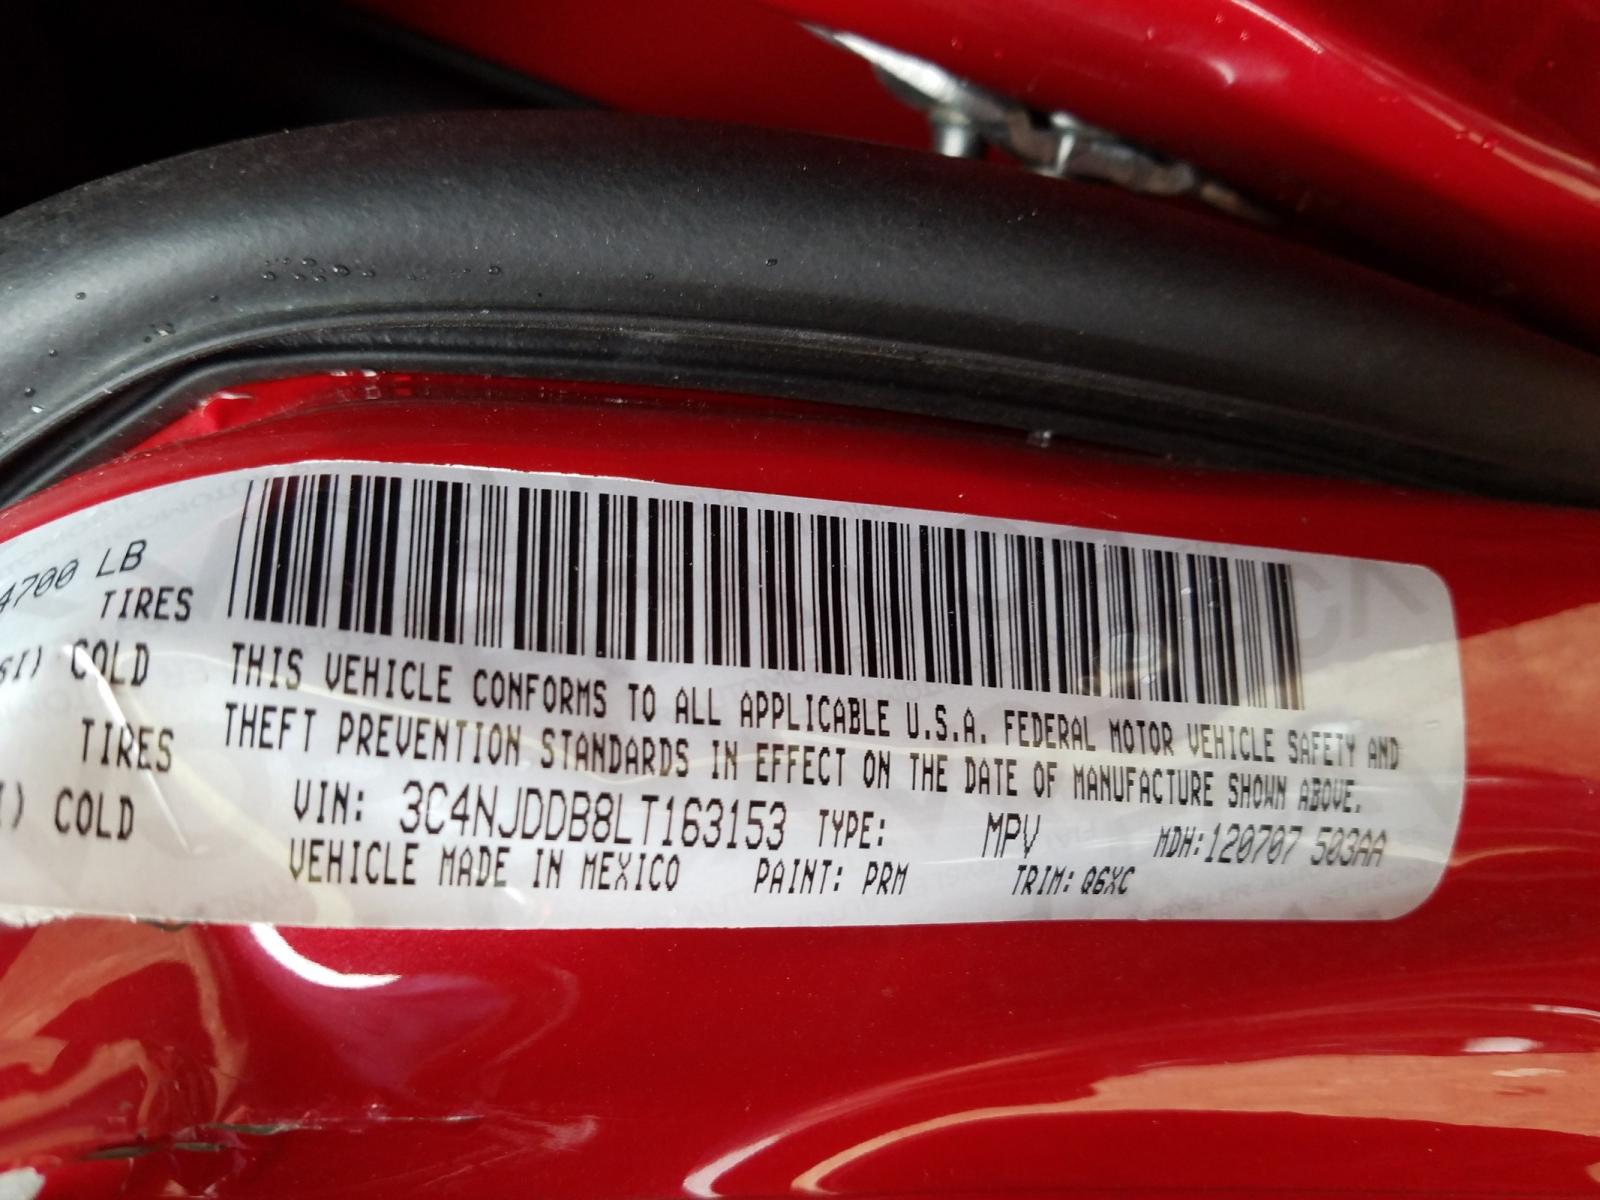 4700 LB
TIRES
SI) COLD
TIRES
I) COLD
THIS VEHICLE CONFORMS TO ALL APPLICABLE U.S.A. FEDERAL MOTOR VEHICLE SAFETY AND
THEFT PREVENTION STANDARDS IN EFFECT ON THE DATE OF MANUFACTURE SHOWN ABOVE.
VIN: 3C4NJDDB8LT163153 TYPE: MPV MDH:120707 503AA
VEHICLE MADE IN MEXICO PAINT: PRM TRIM: Q6XC